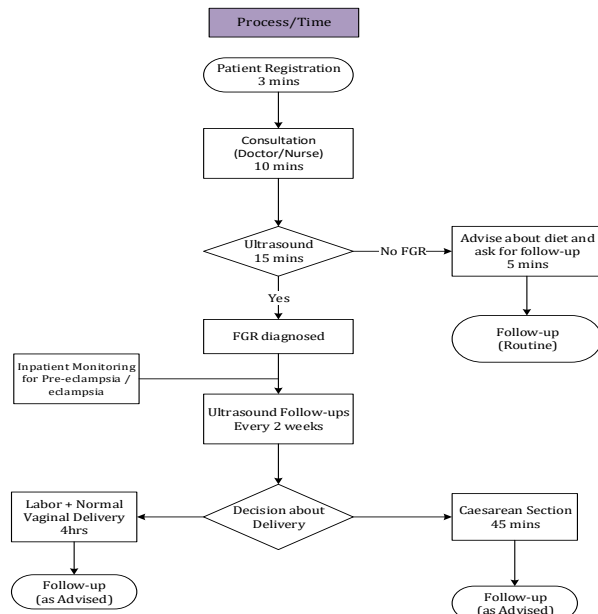 Process/Time
Patient Registration
3 mins
Consultation
(Doctor/Nurse)
10 mins
Ultrasound
15 mins
No FGR
Advise about diet and
ask for follow-up
5 mins
Yes
Follow-up
(Routine)
FGR diagnosed
Inpatient Monitoring
for Pre-eclampsia /
eclampsia
Ultrasound Follow-ups
Every 2 weeks
Labor + Normal
Vaginal Delivery
4hrs
Decision about
Delivery
Caesarean Section
45 mins
Follow-up
(as Advised)
Follow-up
(as Advised)